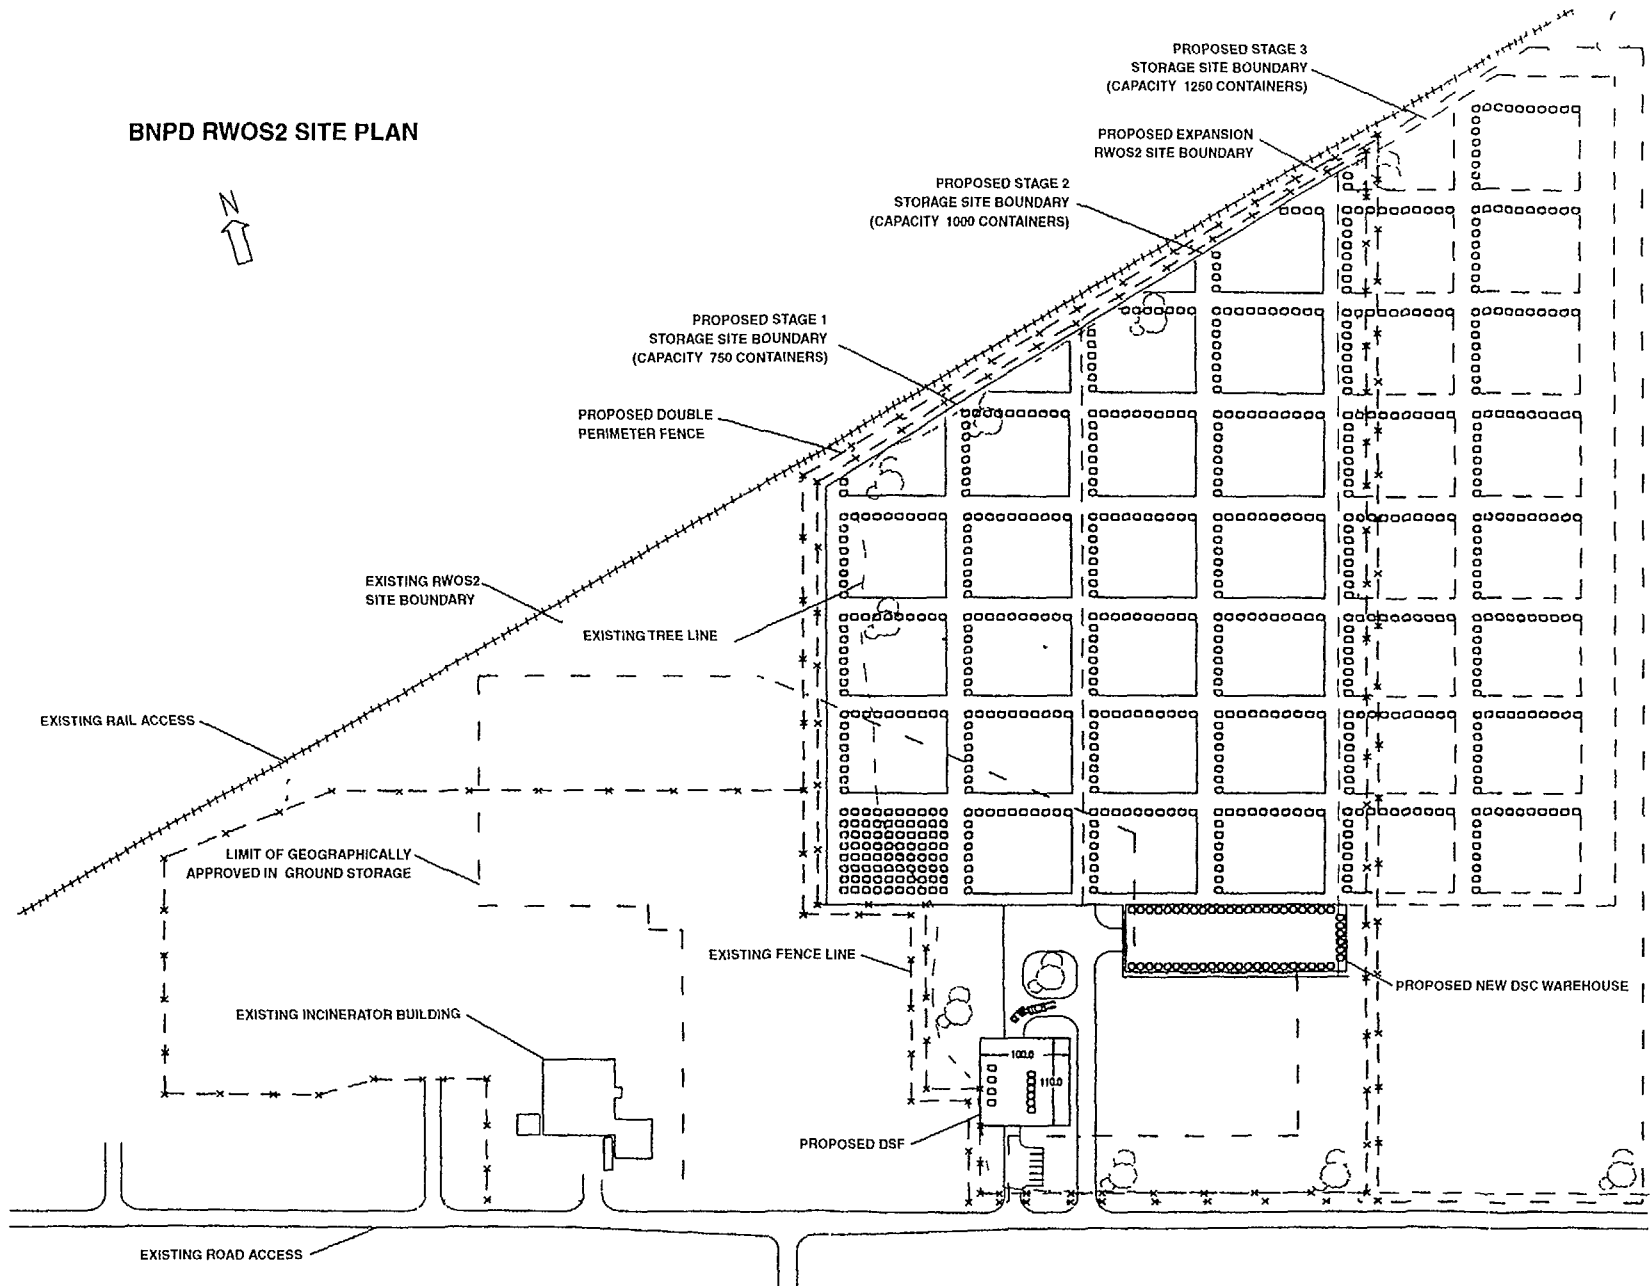 PROPOSED STAGE 3
STORAGE SITE BOUNDARY
(CAPACITY 1250 CONTAINERS)
BNPD RWOS2 SITE PLAN
PROPOSED EXPANSION
RWOS2 SITE BOUNDARY
N
PROPOSED STAGE 2
STORAGE SITE BOUNDARY
(CAPACITY 1000 CONTAINERS)
PROPOSED STAGE 1
STORAGE SITE BOUNDARY
(CAPACITY 750 CONTAINERS)
PROPOSED DOUBLE
PERIMETER FENCE
EXISTING RWOS2
SITE BOUNDARY
EXISTING TREE LINE
EXISTING RAIL ACCESS
LIMIT OF GEOGRAPHICALLY
APPROVED IN GROUND STORAGE
EXISTING FENCE LINE
PROPOSED NEW DSC WAREHOUSE
EXISTING INCINERATOR BUILDING
100.0
110.0
PROPOSED DSF
EXISTING ROAD ACCESS